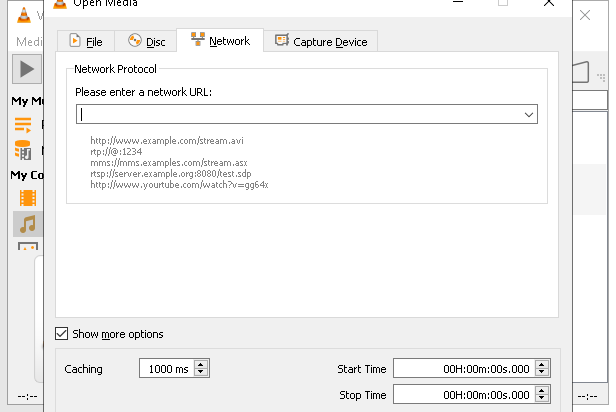 Open Media
Medi
File
Disc
Network
Capture Device
Network Protocol
Please enter a network URL:
http://www.example.com/stream.avi
rtp://@:1234
mms://mms.examples.com/stream.asx
rtsp://server.example.org:8080/test.sdp
http://www.yourtube.com/watch?v=gg64x
My Mu
My Co
Show more options
Caching
1000 ms
Start Time
00H:00m:00s.000
Stop Time
00H:00m:00s.000
--:--
--:--